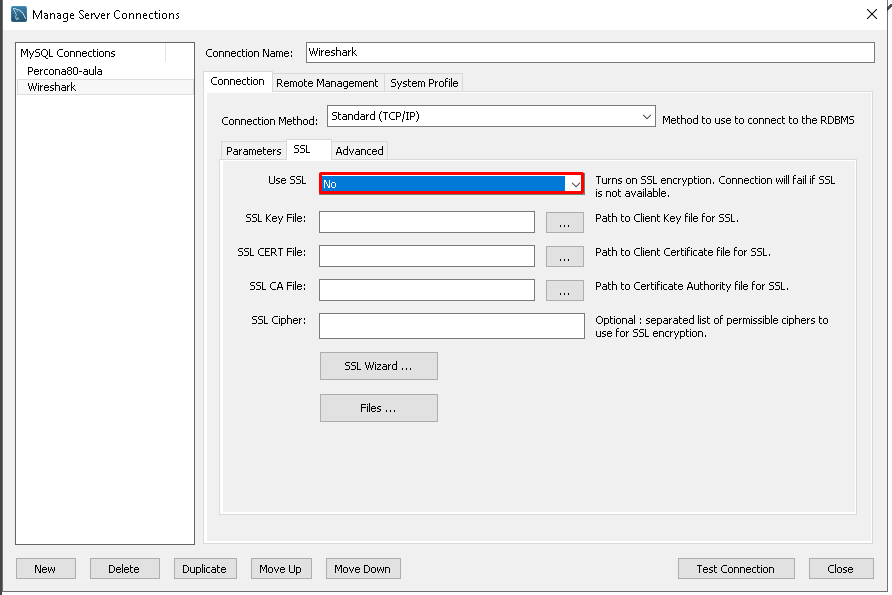 Manage Server Connections
MySQL Connections
Percona80-aula
Wireshark
Connection Name: Wireshark
Connection Remote Management System Profile
Connection Method: Standard (TCP/IP) Method to use to connect to the RDBMS
Parameters SSL Advanced
Use SSL No Turns on SSL encryption. Connection will fail if SSL
is not available.
SSL Key File: ... Path to Client Key file for SSL.
SSL CERT File: ... Path to Client Certificate file for SSL.
SSL CA File: ... Path to Certificate Authority file for SSL.
SSL Cipher: Optional : separated list of permissible ciphers to
use for SSL encryption.
SSL Wizard ...
Files ...
New Delete Duplicate Move Up Move Down Test Connection Close